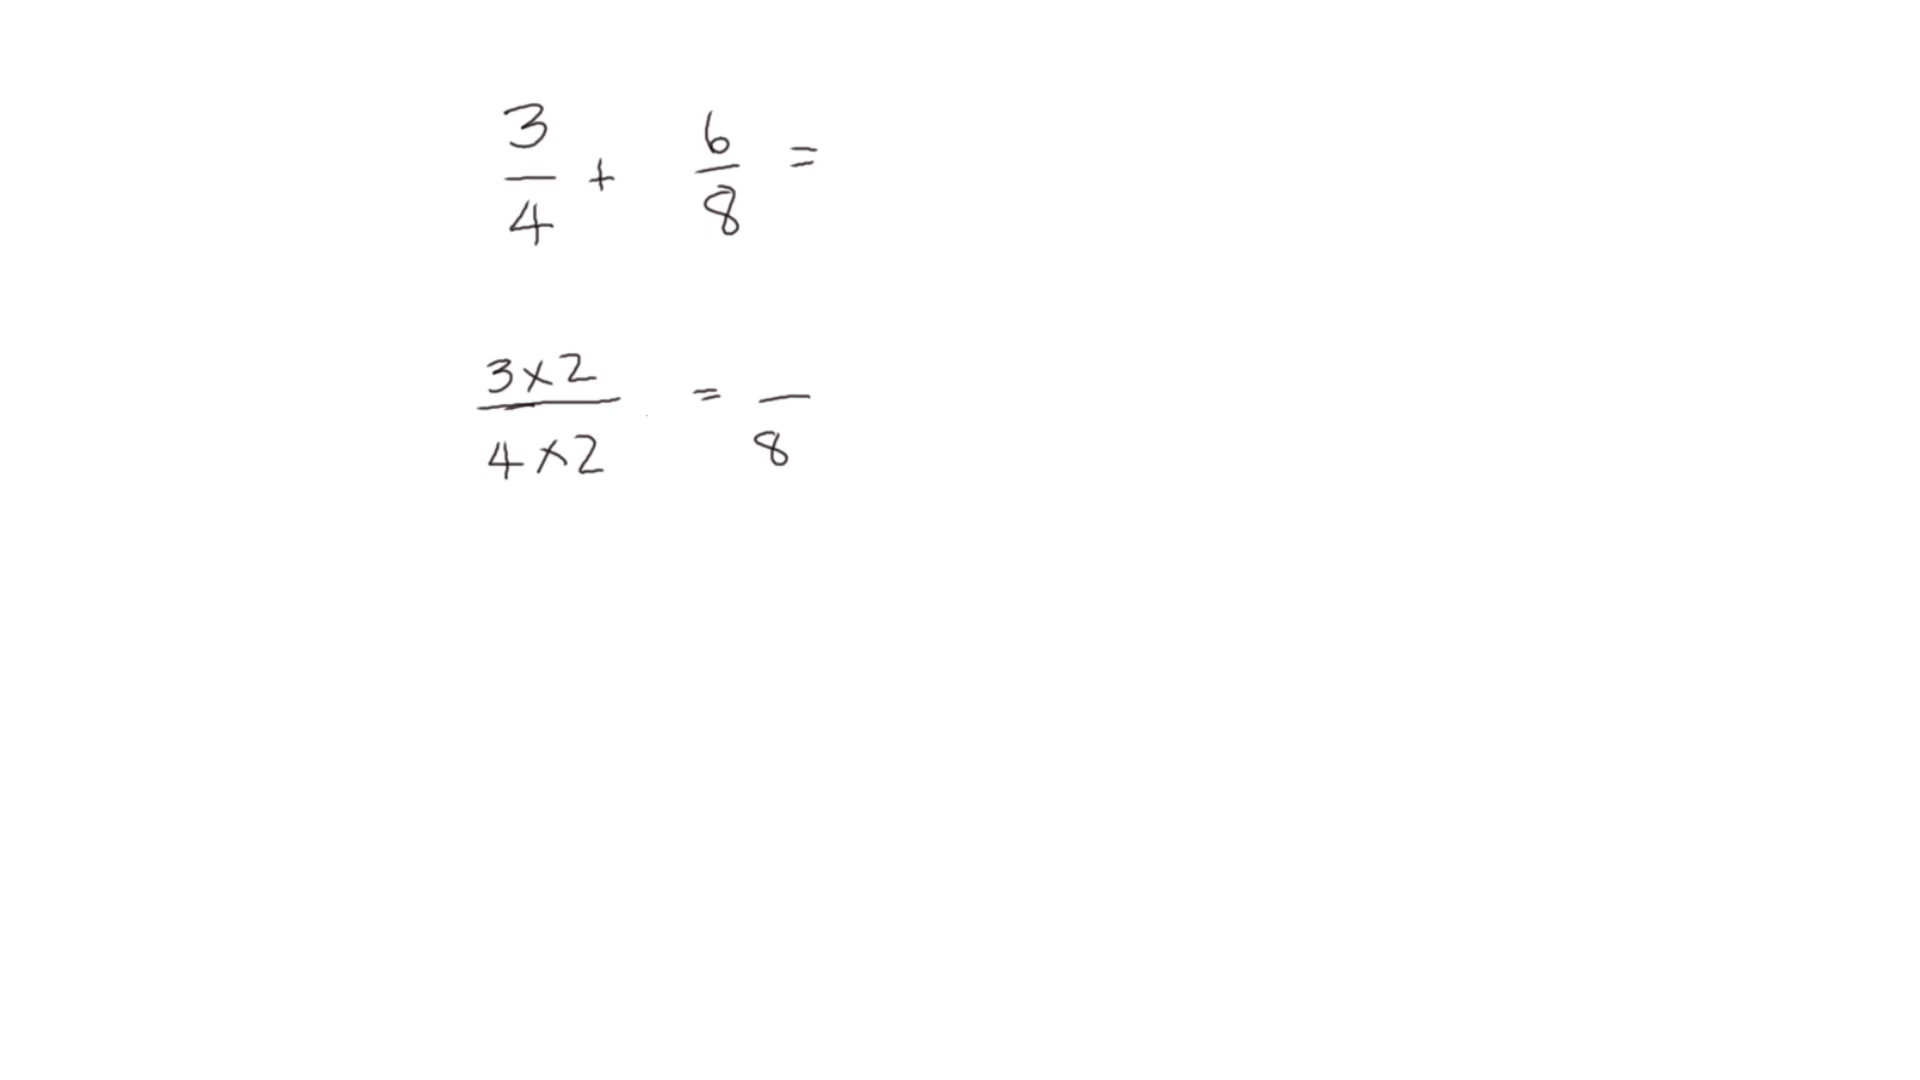 3/4 + 6/8 =
3×2/4×2 = /8